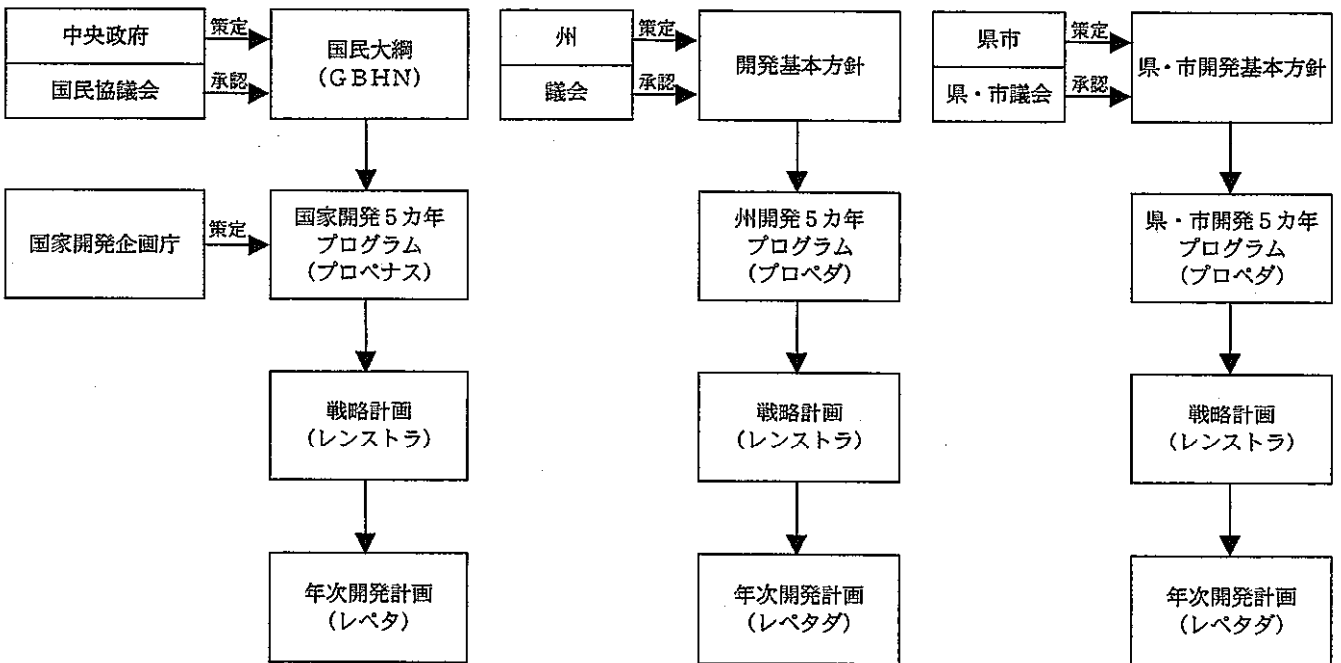 中央政府
策定
国民協議会
承認
国民大綱
(GBHN)
国家開発企画庁
策定
国家開発5カ年
プログラム
(プロペナス)
戦略計画
(レンストラ)
年次開発計画
(レペタ)
州
策定
議会
承認
開発基本方針
州開発5カ年
プログラム
(プロペダ)
戦略計画
(レンストラ)
年次開発計画
(レペタダ)
県市
策定
県・市議会
承認
県・市開発基本方針
県・市開発5カ年
プログラム
(プロペダ)
戦略計画
(レンストラ)
年次開発計画
(レペタダ)